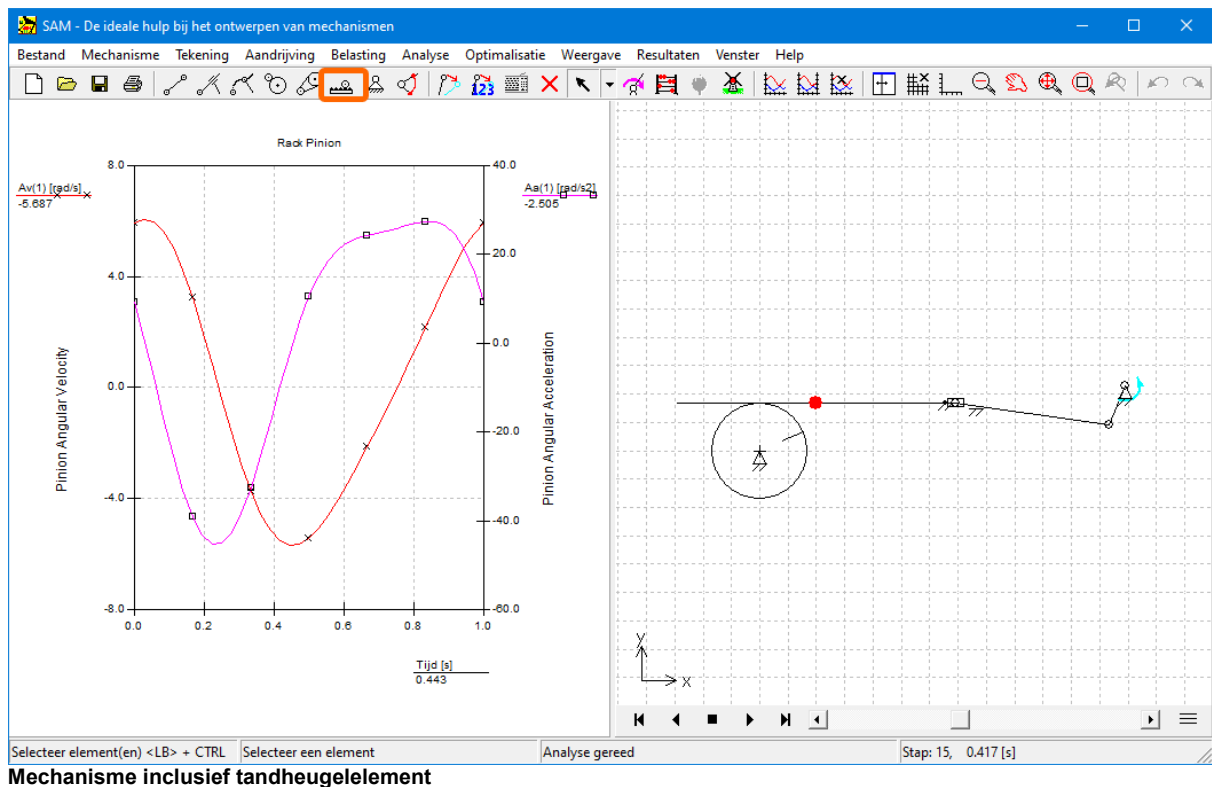 SAM - De ideale hulp bij het ontwerpen van mechanismen
Bestand Mechanisme Tekening Aandrijving Belasting Analyse Optimalisatie Weergave Resultaten Venster Help
123
Rack Pinion
8.0
40.0
Av(1) [rad/s]
-5.687
Aa(1) [rad/s2]
-2.505
20.0
4.0
0.0
0.0
-20.0
-4.0
-40.0
-8.0
-60.0
Pinion Angular Velocity
Pinion Angular Acceleration
0.0 0.2 0.4 0.6 0.8 1.0
Tijd [s]
0.443
y
x
Selecteer element(en) <LB> + CTRL Selecteer een element Analyse gereed Stap: 15, 0.417 [s]
Mechanisme inclusief tandheugelelement